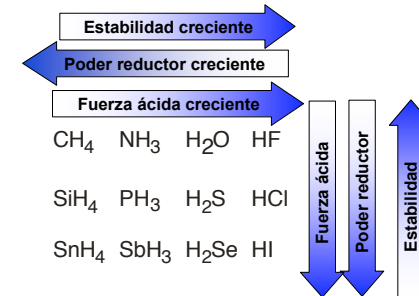 Estabilidad creciente
Poder reductor creciente
Fuerza ácida creciente
CH₄ NH₃ H₂O HF
SiH₄ PH₃ H₂S HCl
SnH₄ SbH₃ H₂Se HI
Fuerza ácida
Poder reductor
Estabilidad